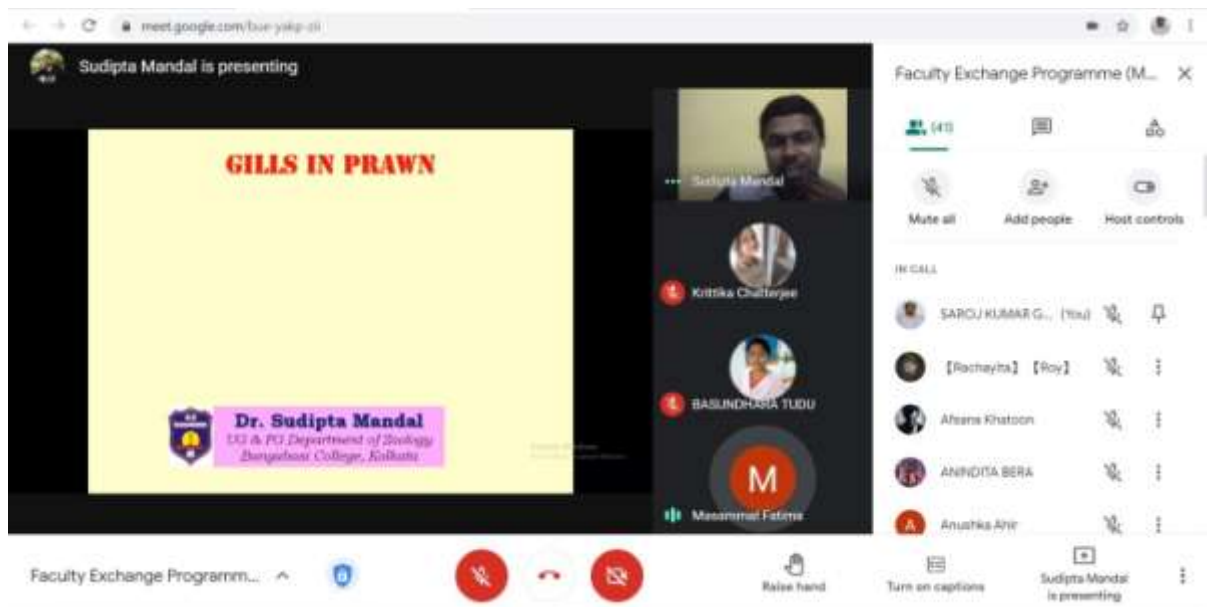 meet.google.com/bue-yakp-zii
Sudipta Mandal is presenting
GILLS IN PRAWN
Dr. Sudipta Mandal
UG & PG Department of Zoology
Bangabasi College, Kolkata
Sudipta Mandal
Krittika Chatterjee
BASUNDHARA TUDU
M
Masammal Fatima
Faculty Exchange Programme (M...
(41)
Mute all
Add people
Host controls
IN CALL
SAROJ KUMAR G... (You)
【Rachayita】 【Roy】
Afsana Khatoon
ANINDITA BERA
A
Anushka Ahir
Faculty Exchange Programm...
Raise hand
Turn on captions
Sudipta Mandal
is presenting